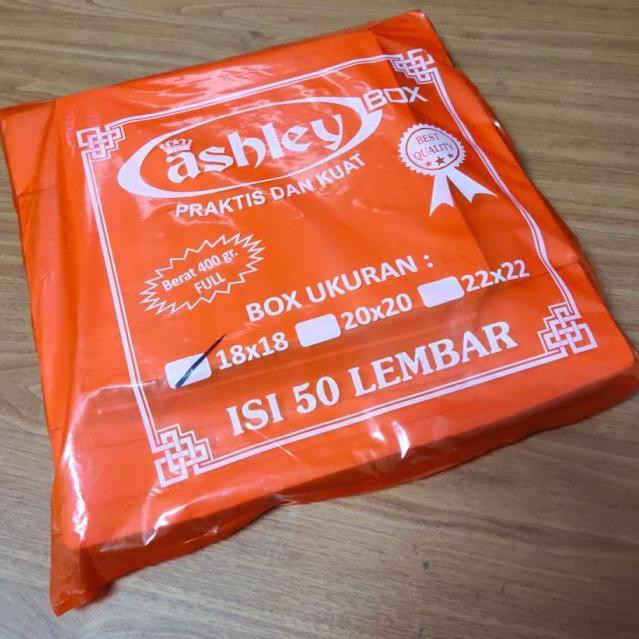 ashley BOX
PRAKTIS DAN KUAT
BEST
QUALITY
Berat 400 gr.
FULL
BOX UKURAN :
18x18 20x20 22x22
ISI 50 LEMBAR